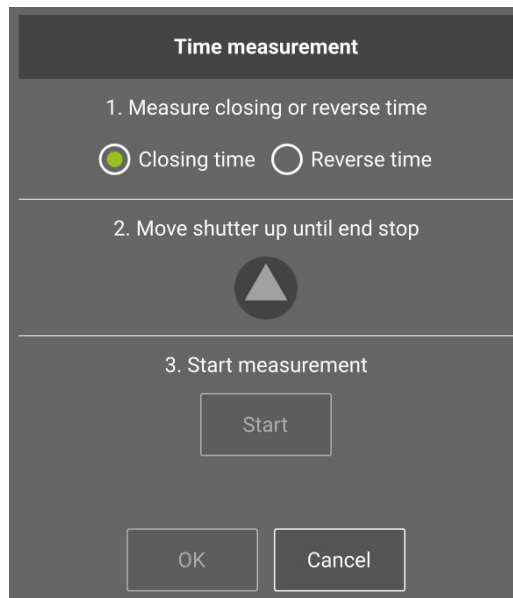 Time measurement
1. Measure closing or reverse time
Closing time Reverse time
2. Move shutter up until end stop
3. Start measurement
Start
OK Cancel